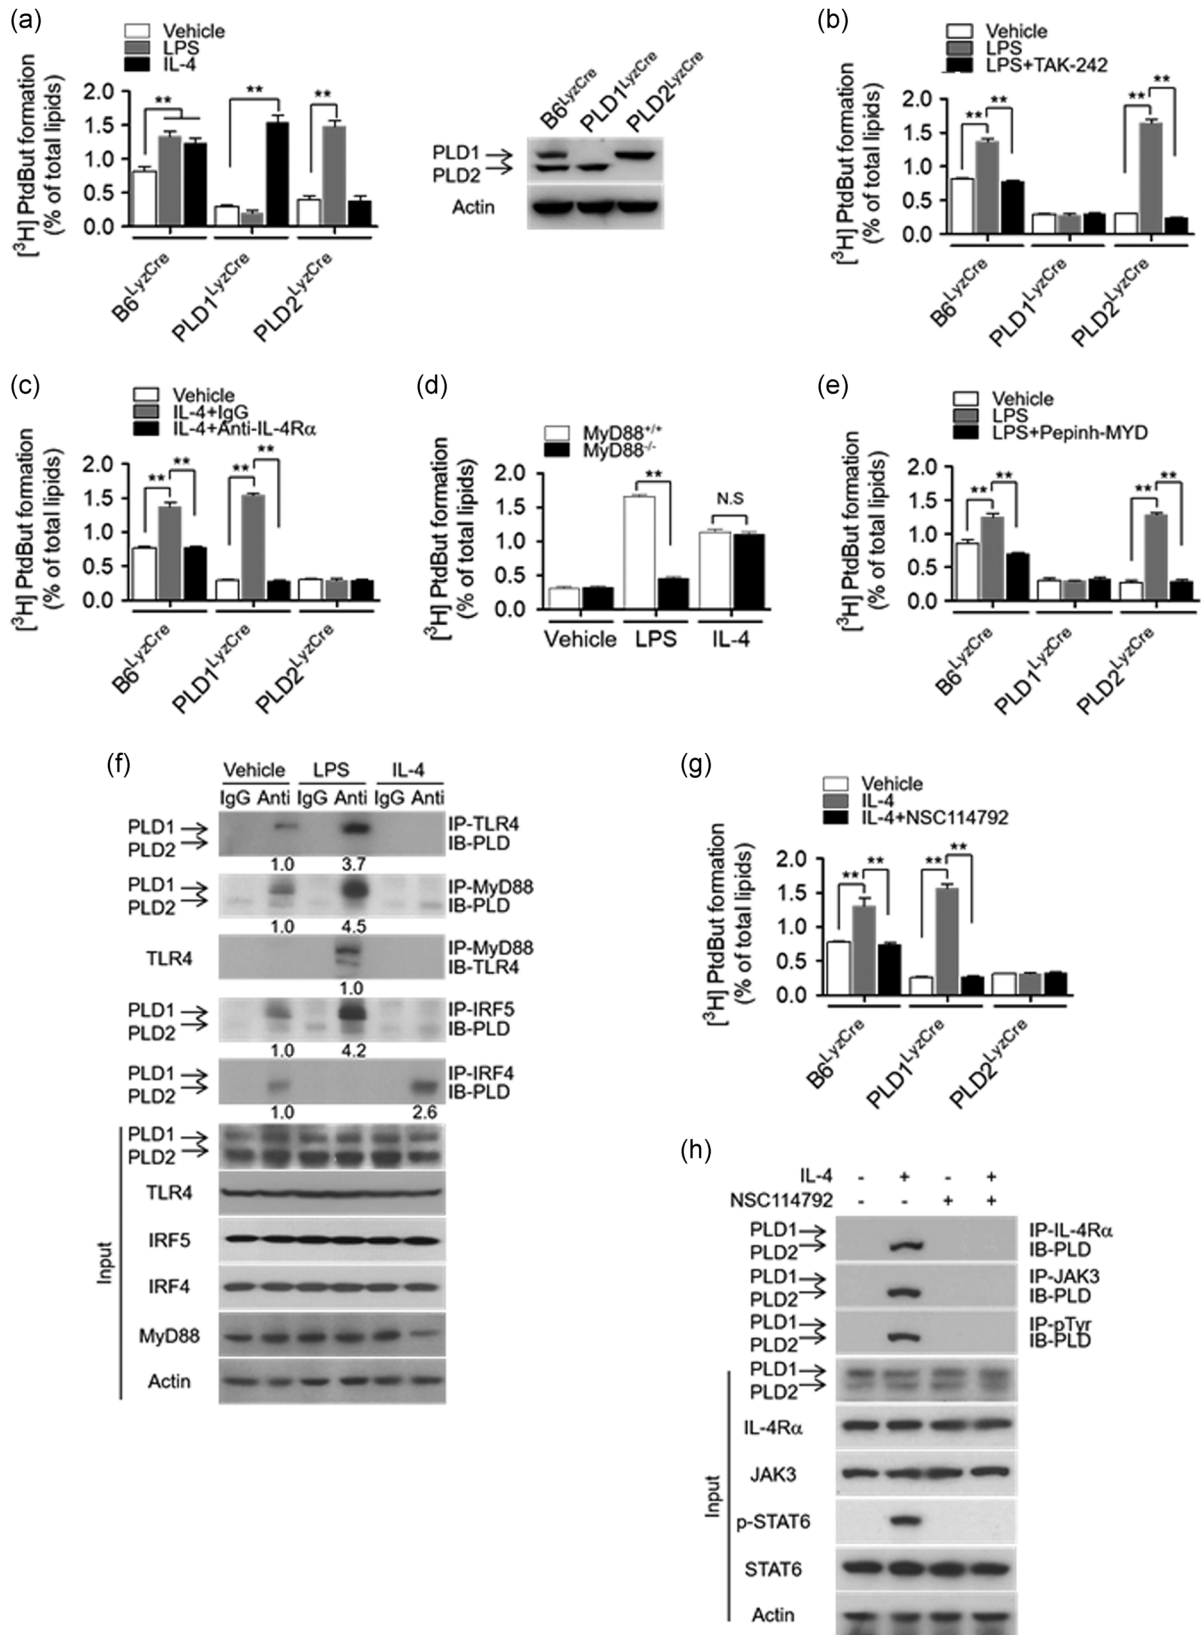 (a)
Vehicle
LPS
IL-4
[³H] PtdBut formation
(% of total lipids)
2.0
1.5
1.0
0.5
0.0
**
**
**
B6LyzCre
PLD1LyzCre
PLD2LyzCre
B6LyzCre
PLD1LyzCre
PLD2LyzCre
PLD1
PLD2
Actin
(b)
Vehicle
LPS
LPS+TAK-242
[³H] PtdBut formation
(% of total lipids)
2.0
1.5
1.0
0.5
0.0
** **
** **
B6LyzCre
PLD1LyzCre
PLD2LyzCre
(c)
Vehicle
IL-4+IgG
IL-4+Anti-IL-4Rα
[³H] PtdBut formation
(% of total lipids)
2.0
1.5
1.0
0.5
0.0
** **
** **
B6LyzCre
PLD1LyzCre
PLD2LyzCre
(d)
MyD88+/+
MyD88-/-
[³H] PtdBut formation
(% of total lipids)
2.0
1.5
1.0
0.5
0.0
**
N.S
Vehicle LPS IL-4
(e)
Vehicle
LPS
LPS+Pepinh-MYD
[³H] PtdBut formation
(% of total lipids)
2.0
1.5
1.0
0.5
0.0
** **
** **
B6LyzCre
PLD1LyzCre
PLD2LyzCre
(f)
Vehicle LPS IL-4
IgG Anti IgG Anti IgG Anti
PLD1
PLD2
IP-TLR4
IB-PLD
1.0 3.7
PLD1
PLD2
IP-MyD88
IB-PLD
1.0 4.5
TLR4
IP-MyD88
IB-TLR4
1.0
PLD1
PLD2
IP-IRF5
IB-PLD
1.0 4.2
PLD1
PLD2
IP-IRF4
IB-PLD
1.0 2.6
Input
PLD1
PLD2
TLR4
IRF5
IRF4
MyD88
Actin
(g)
Vehicle
IL-4
IL-4+NSC114792
[³H] PtdBut formation
(% of total lipids)
2.0
1.5
1.0
0.5
0.0
** **
** **
B6LyzCre
PLD1LyzCre
PLD2LyzCre
(h)
IL-4 - + - +
NSC114792 - - + +
PLD1
PLD2
IP-IL-4Rα
IB-PLD
PLD1
PLD2
IP-JAK3
IB-PLD
PLD1
PLD2
IP-pTyr
IB-PLD
Input
PLD1
PLD2
IL-4Rα
JAK3
p-STAT6
STAT6
Actin